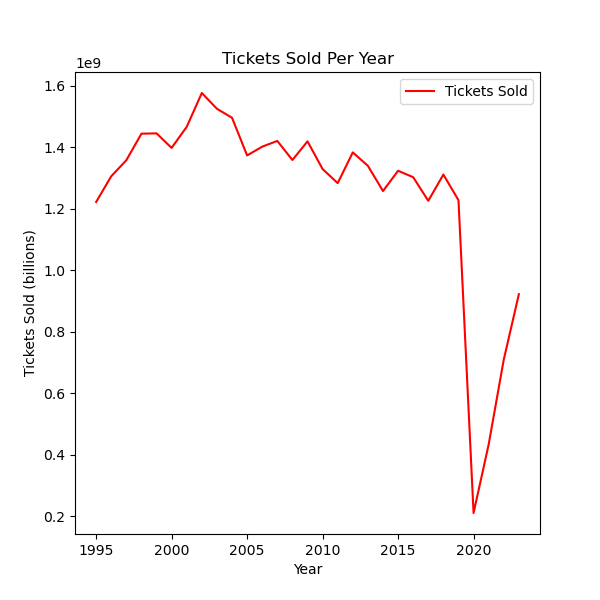 Tickets Sold Per Year
1e9
Tickets Sold
1.6
1.4
1.2
1.0
0.8
0.6
0.4
0.2
Tickets Sold (billions)
1995 2000 2005 2010 2015 2020
Year